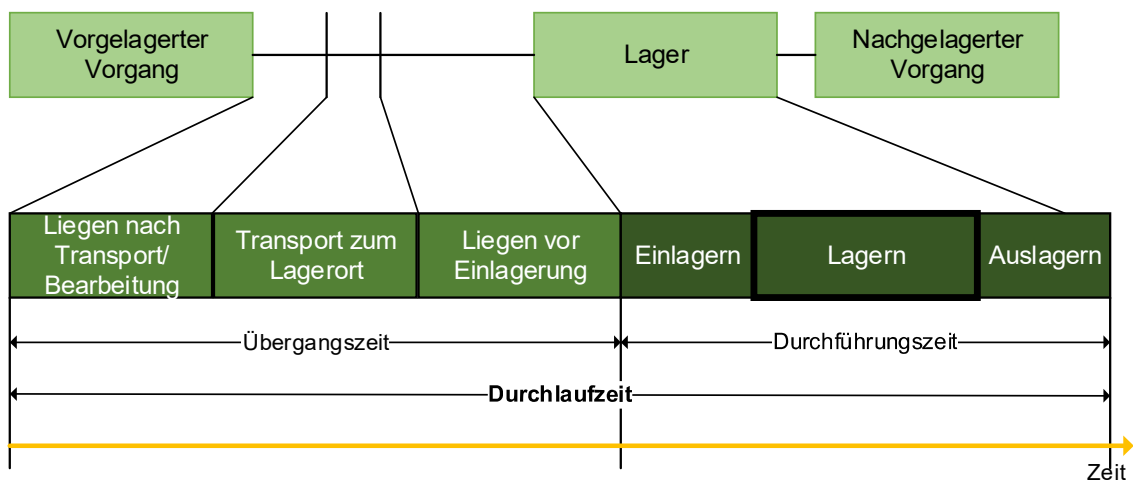 Vorgelagerter
Vorgang
Lager
Nachgelagerter
Vorgang
Liegen nach
Transport/
Bearbeitung
Transport zum
Lagerort
Liegen vor
Einlagerung
Einlagern
Lagern
Auslagern
Übergangszeit
Durchführungszeit
Durchlaufzeit
Zeit